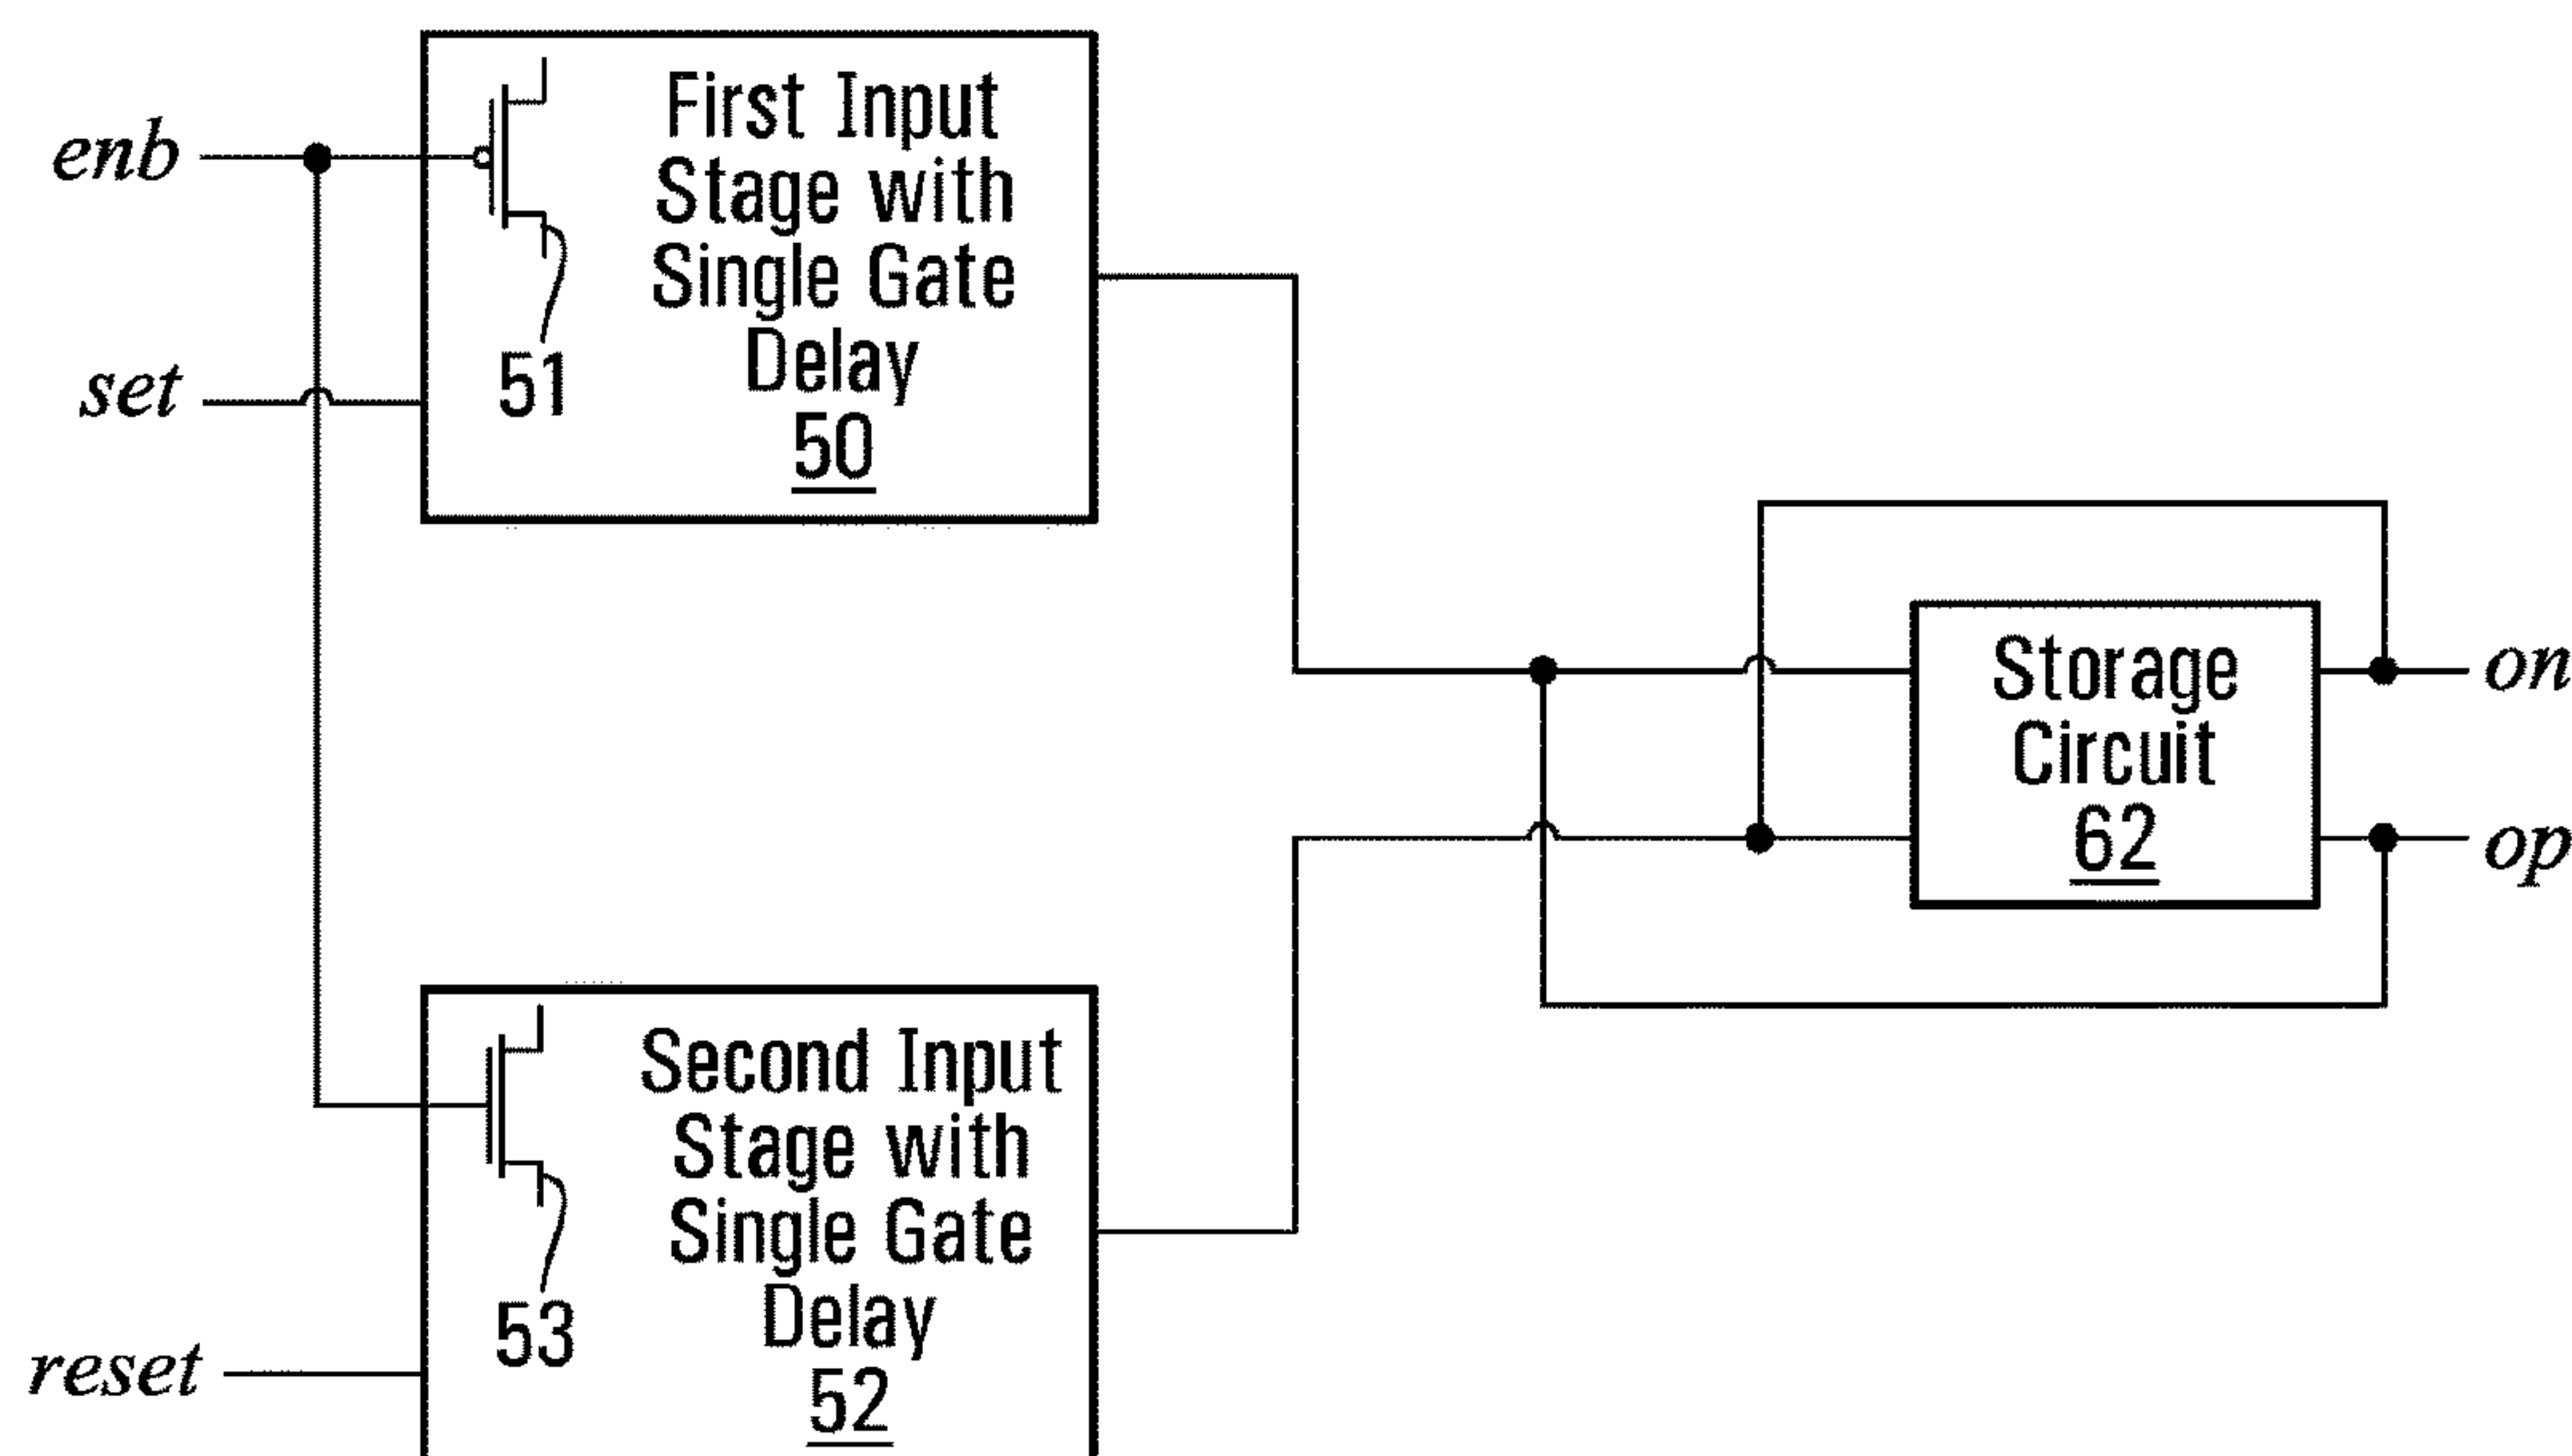 enb
set
First Input
Stage with
Single Gate
Delay
50
51
on
op
Storage
Circuit
62
Second Input
Stage with
Single Gate
Delay
52
53
reset